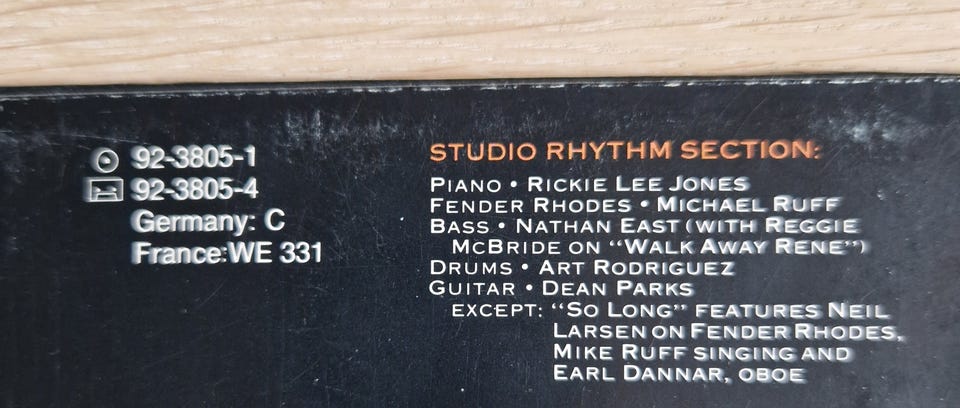 92-3805-1
92-3805-4
Germany: C
France:WE 331
STUDIO RHYTHM SECTION:
PIANO • RICKIE LEE JONES
FENDER RHODES • MICHAEL RUFF
BASS • NATHAN EAST (WITH REGGIE
MCBRIDE ON “WALK AWAY RENE”)
DRUMS • ART RODRIGUEZ
GUITAR • DEAN PARKS
EXCEPT: “SO LONG” FEATURES NEIL
LARSEN ON FENDER RHODES,
MIKE RUFF SINGING AND
EARL DANNAR, OBOE